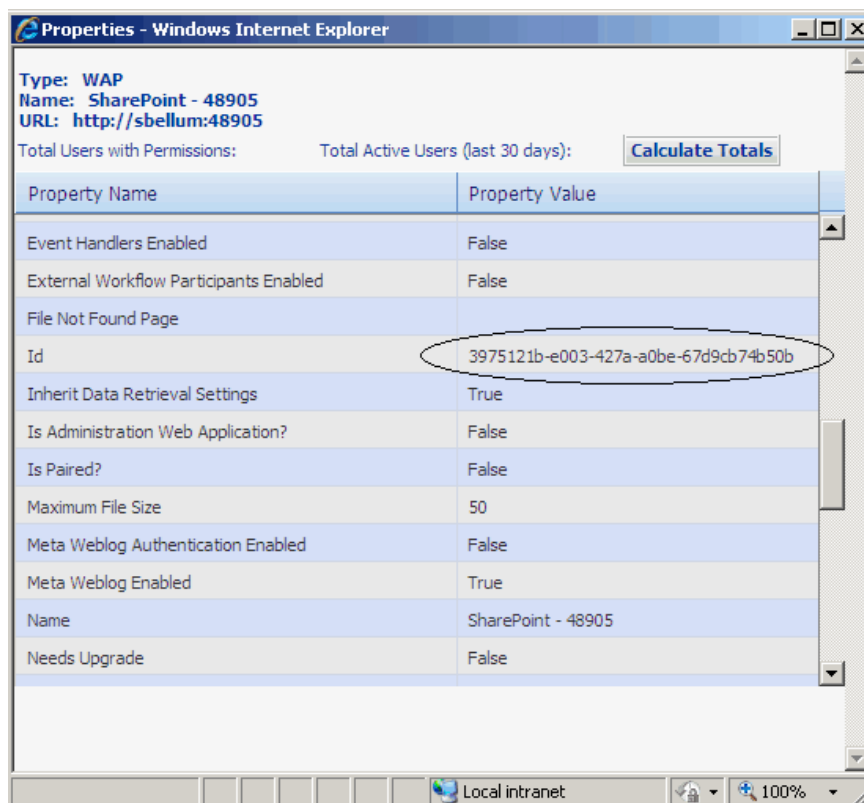 Properties - Windows Internet Explorer
Type: WAP
Name: SharePoint - 48905
URL: http://sbellum:48905
Total Users with Permissions: Total Active Users (last 30 days): Calculate Totals
Property Name Property Value
Event Handlers Enabled False
External Workflow Participants Enabled False
File Not Found Page
Id 3975121b-e003-427a-a0be-67d9cb74b50b
Inherit Data Retrieval Settings True
Is Administration Web Application? False
Is Paired? False
Maximum File Size 50
Meta Weblog Authentication Enabled False
Meta Weblog Enabled True
Name SharePoint - 48905
Needs Upgrade False
Local intranet 100%